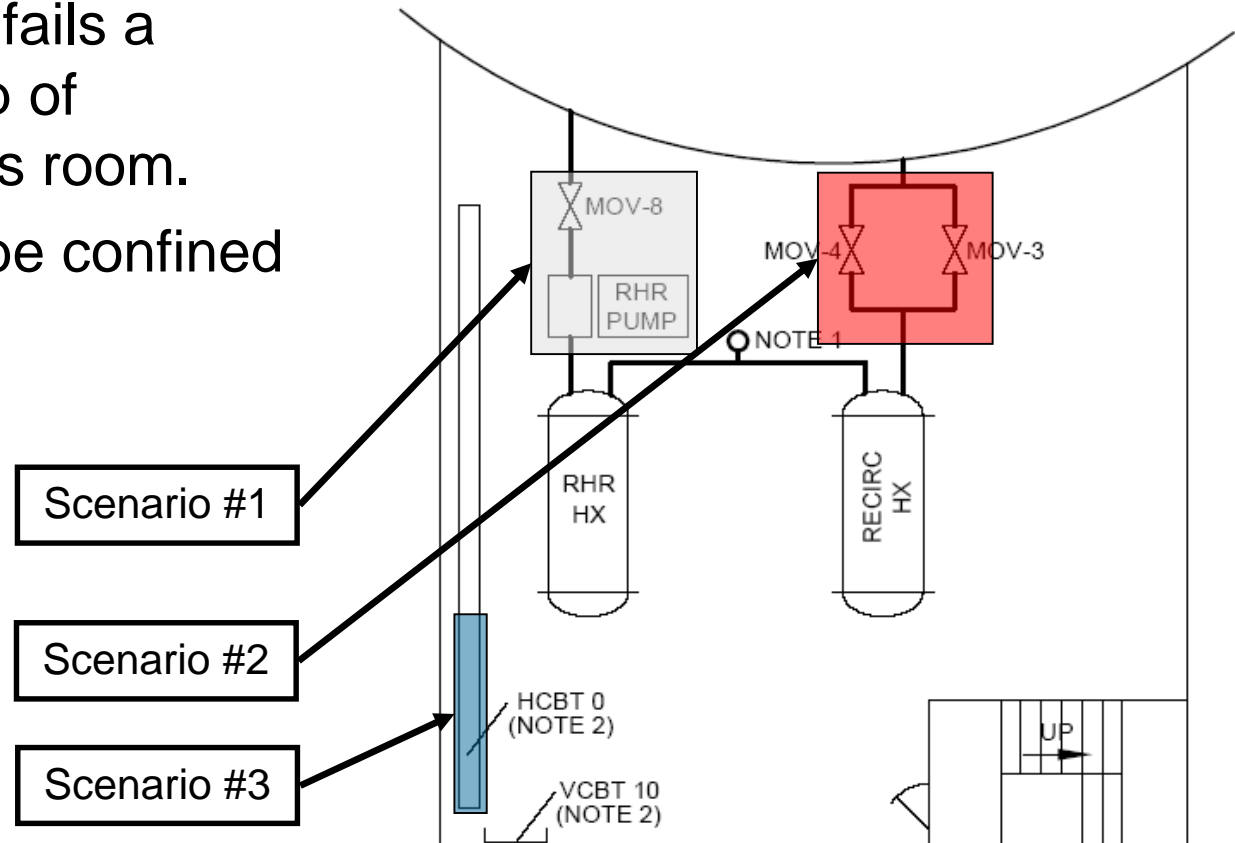 fails a
o of
s room.
be confined
MOV-8
RHR
PUMP
MOV-4
MOV-3
NOTE 1
RHR
HX
RECIRC
HX
Scenario #1
Scenario #2
Scenario #3
HCBT 0
(NOTE 2)
VCBT 10
(NOTE 2)
UP